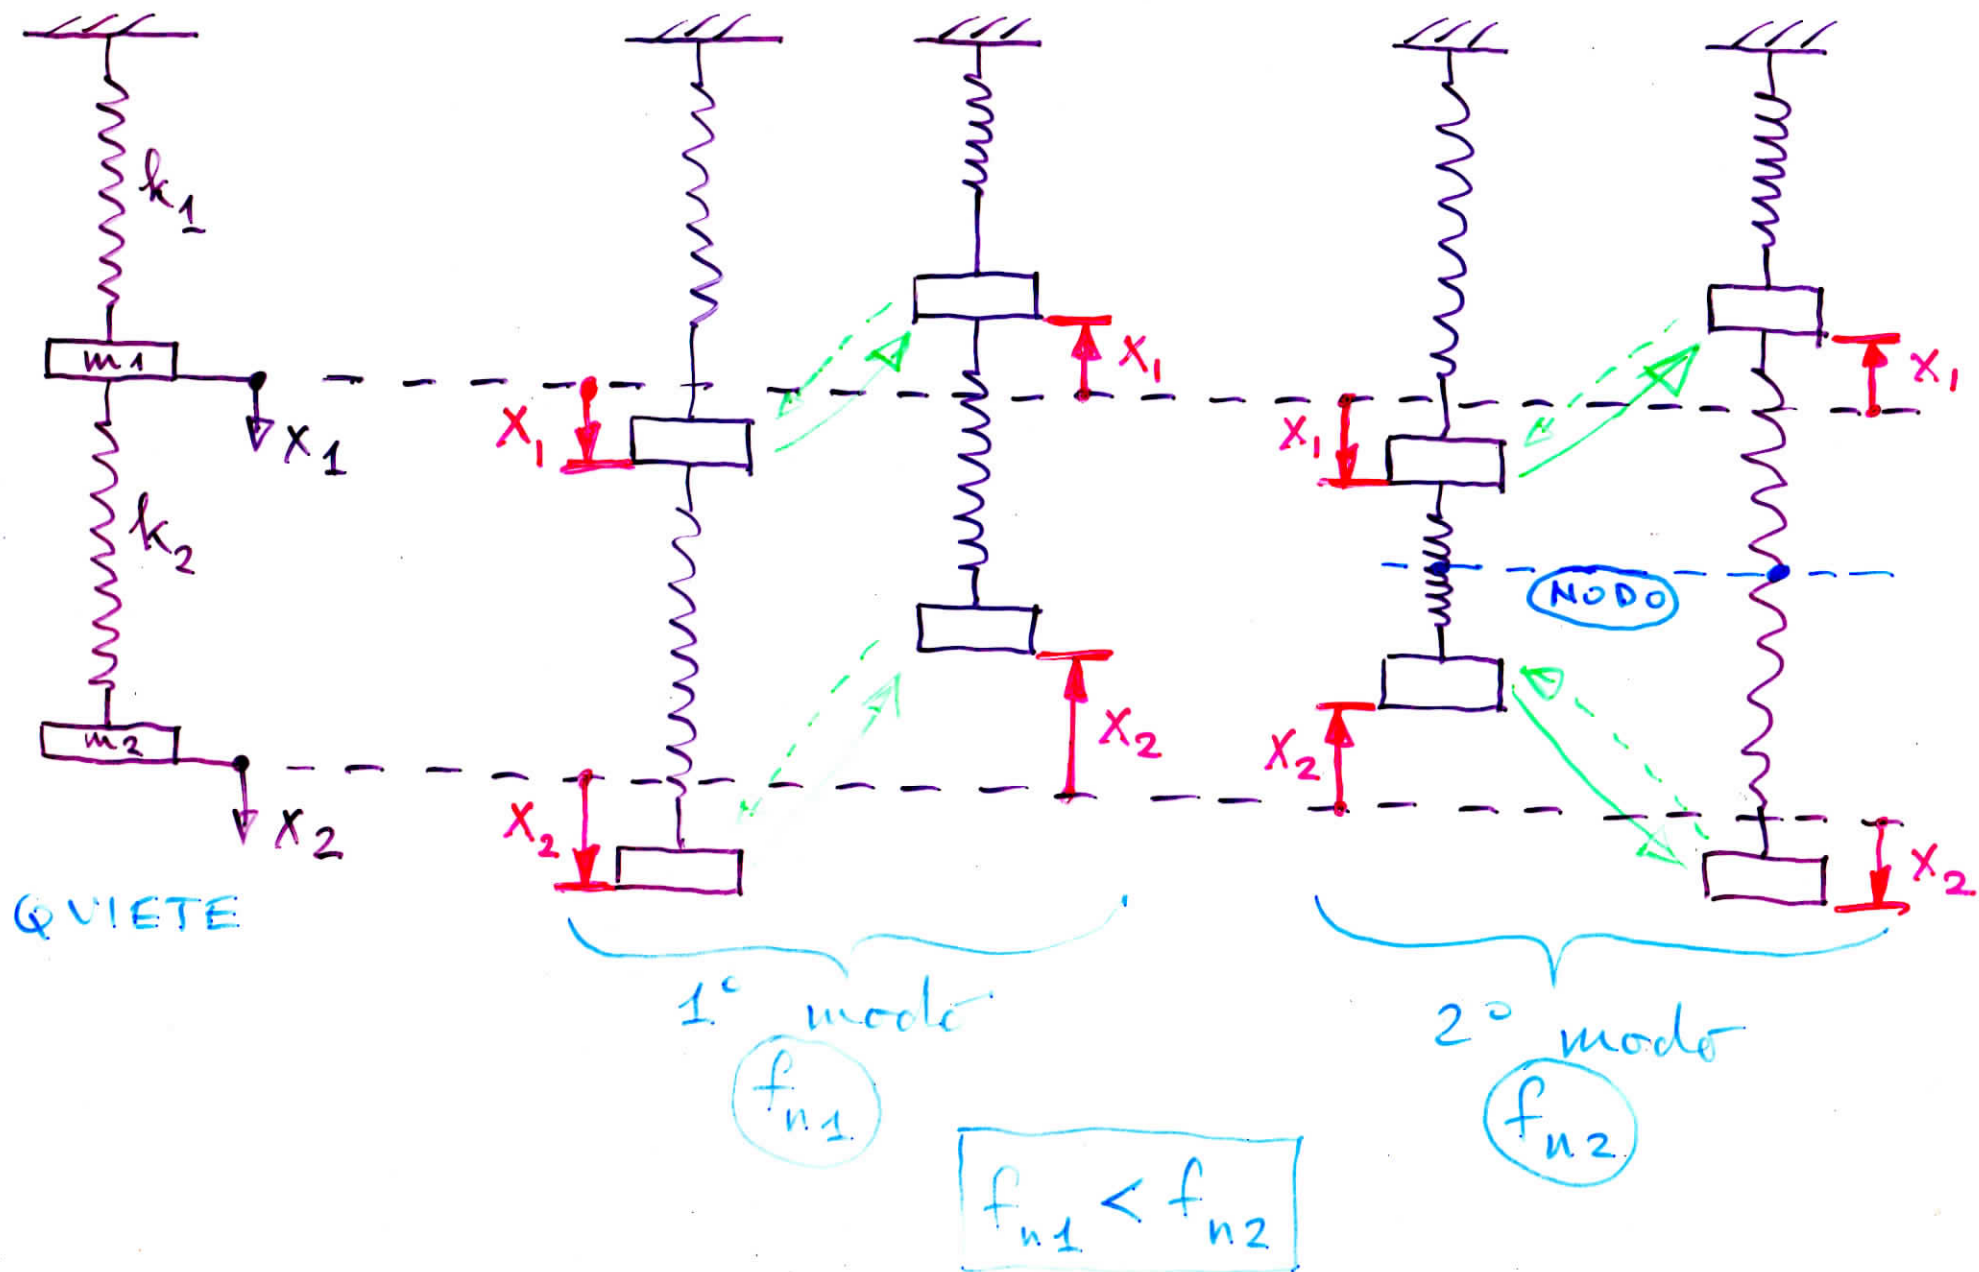 k1
m1
x1
k2
m2
x2
QUIETE
x1
x2
x1
x2
1° modo
fn1
x1
x2
NODO
x1
x2
2° modo
fn2
fn1 < fn2